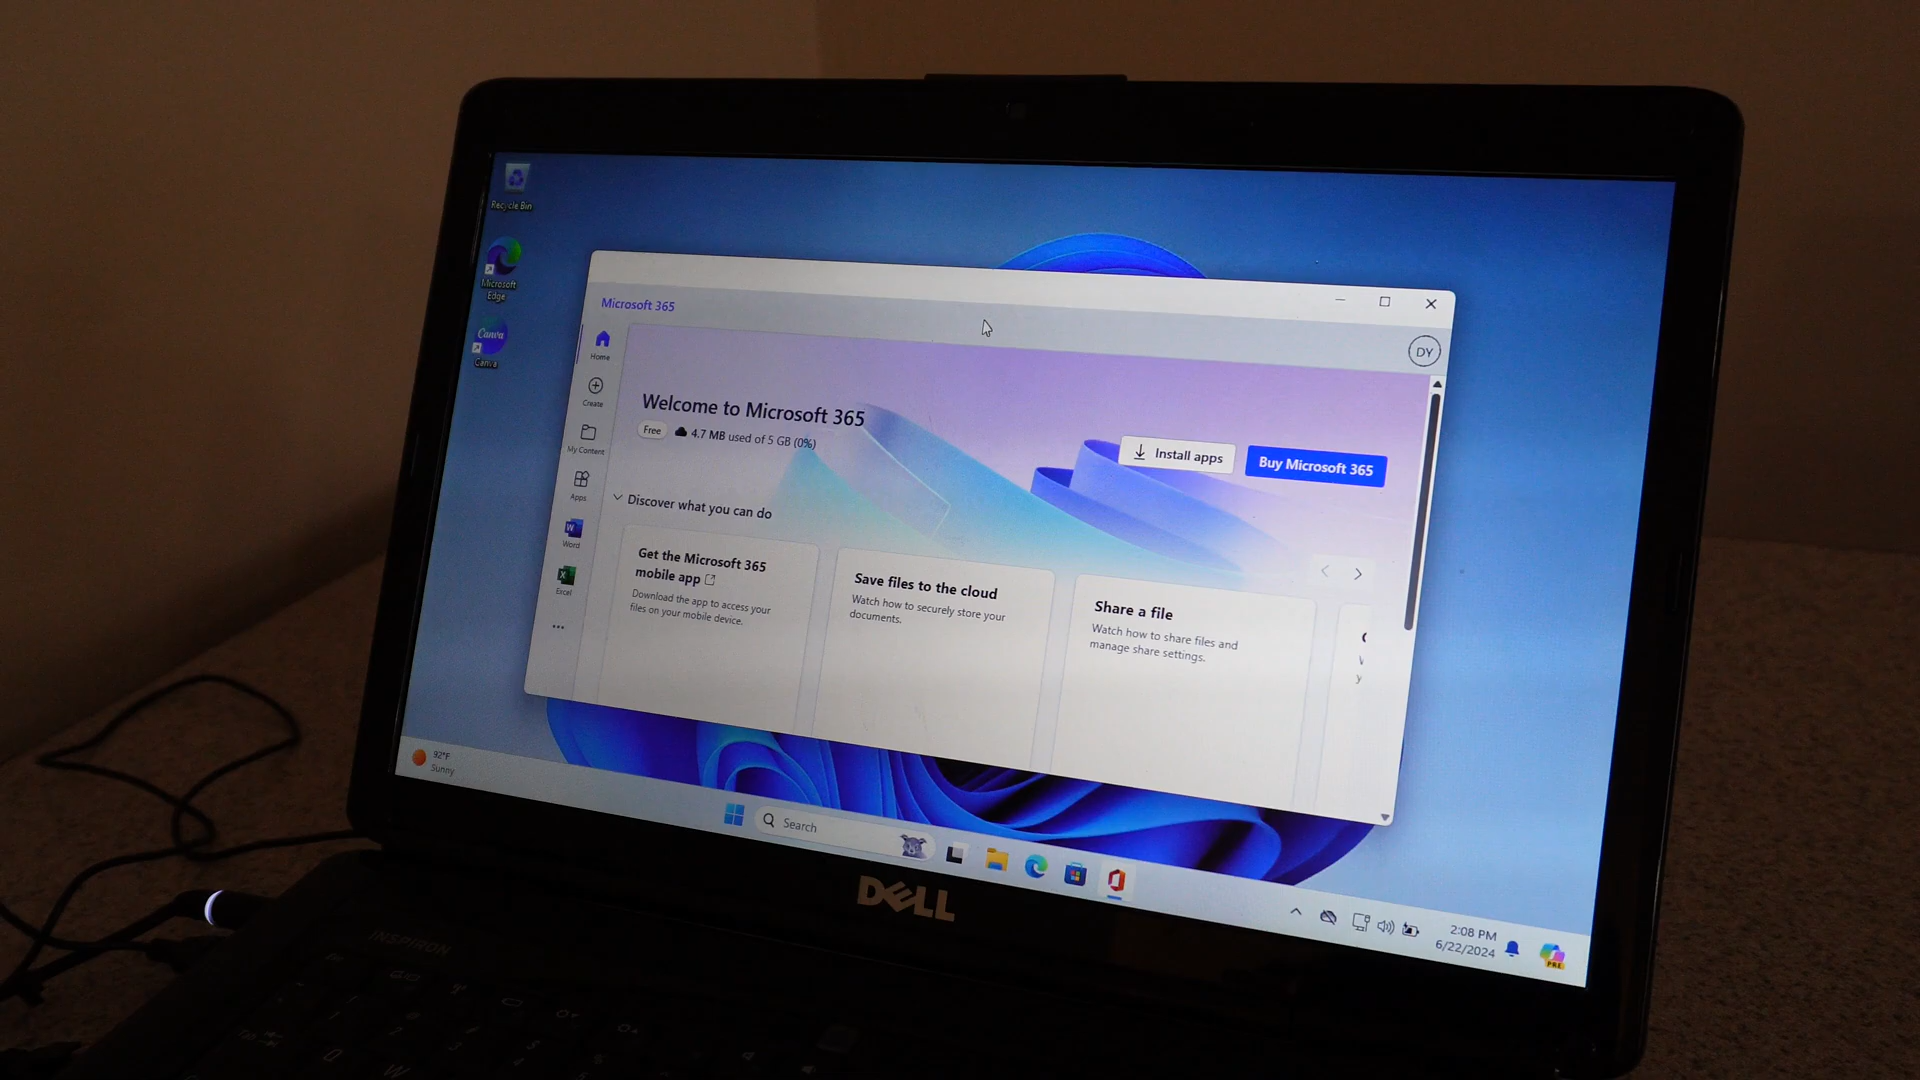 Recycle Bin
Microsoft
Edge
Canva
Canva
Microsoft 365
DY
Home
Create
My Content
Apps
W
Word
X
Excel
Welcome to Microsoft 365
Free
4.7 MB used of 5 GB (0%)
Install apps
Buy Microsoft 365
Discover what you can do
Get the Microsoft 365
mobile app
Download the app to access your
files on your mobile device.
Save files to the cloud
Watch how to securely store your
documents.
Share a file
Watch how to share files and
manage share settings.
y
92°F
Sunny
Search
2:08 PM
6/22/2024
PRE
DELL
INSPIRON